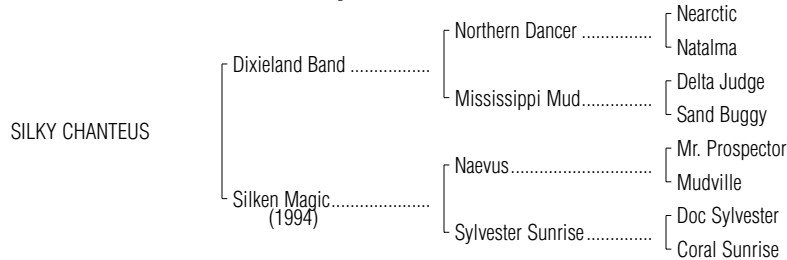 Nearctic
Northern Dancer ...............
Natalma
Dixieland Band .................
Delta Judge
Mississippi Mud...............
Sand Buggy
SILKY CHANTEUS
Mr. Prospector
Naevus..............................
Mudville
Silken Magic.....................
(1994)
Doc Sylvester
Sylvester Sunrise..............
Coral Sunrise